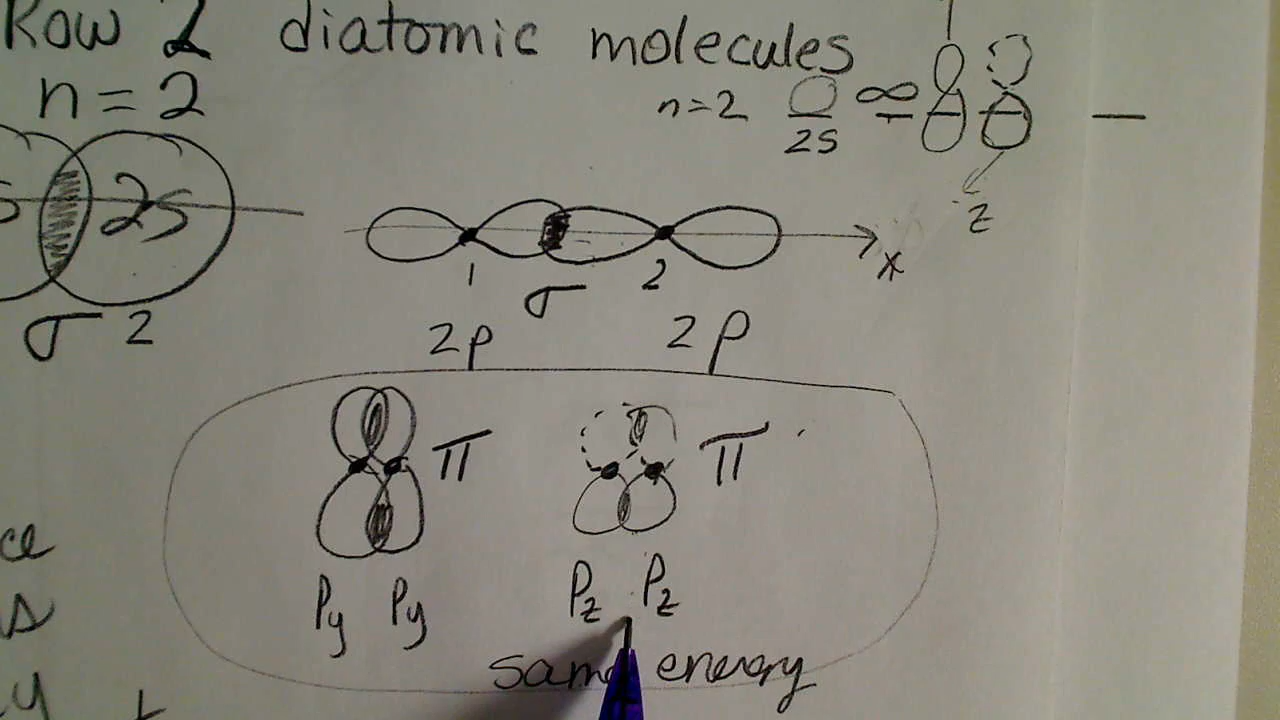 Row 2 diatomic molecules
n = 2
n=2 2s
z
2s
x
1 σ 2
σ 2
2p 2p
π π
Py Py Pz Pz
same energy